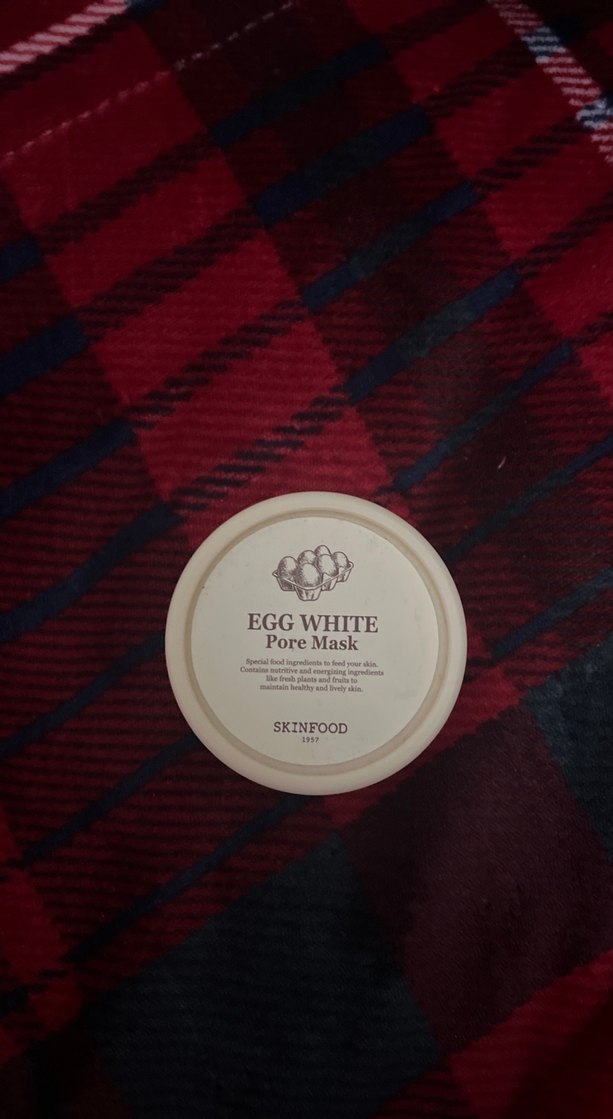 EGG WHITE
Pore Mask
Special food ingredients to feed your skin.
Contains nutritive and energizing ingredients
like fresh plants and fruits to
maintain healthy and lively skin.
SKINFOOD
1957